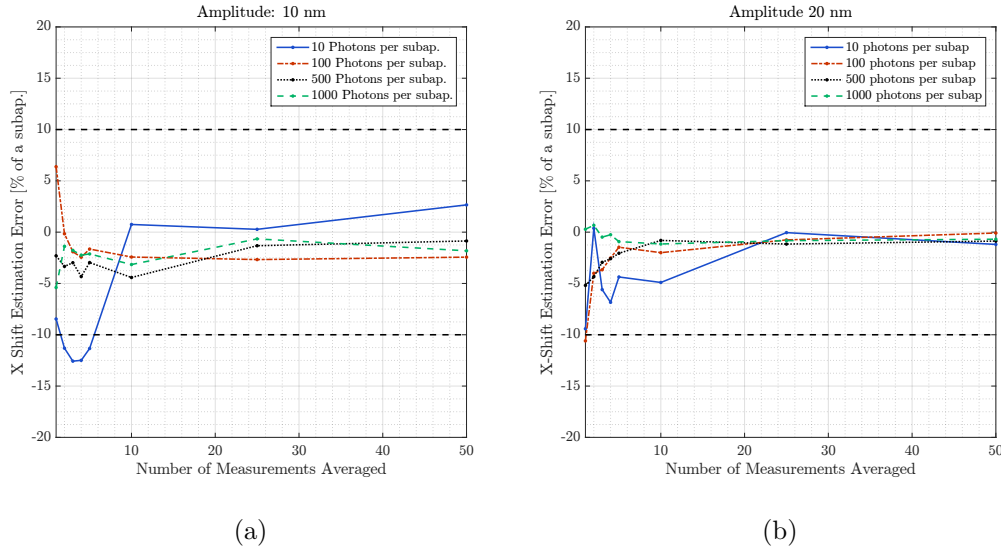 Amplitude: 10 nm
20
15
10
5
0
-5
-10
-15
-20
10
20
30
40
50
X Shift Estimation Error [% of a subap.]
Number of Measurements Averaged
10 Photons per subap.
100 Photons per subap.
500 Photons per subap.
1000 Photons per subap.
(a)
Amplitude 20 nm
20
15
10
5
0
-5
-10
-15
-20
10
20
30
40
50
X-Shift Estimation Error [% of a subap.]
Number of Measurements Averaged
10 photons per subap
100 photons per subap
500 photons per subap
1000 photons per subap
(b)